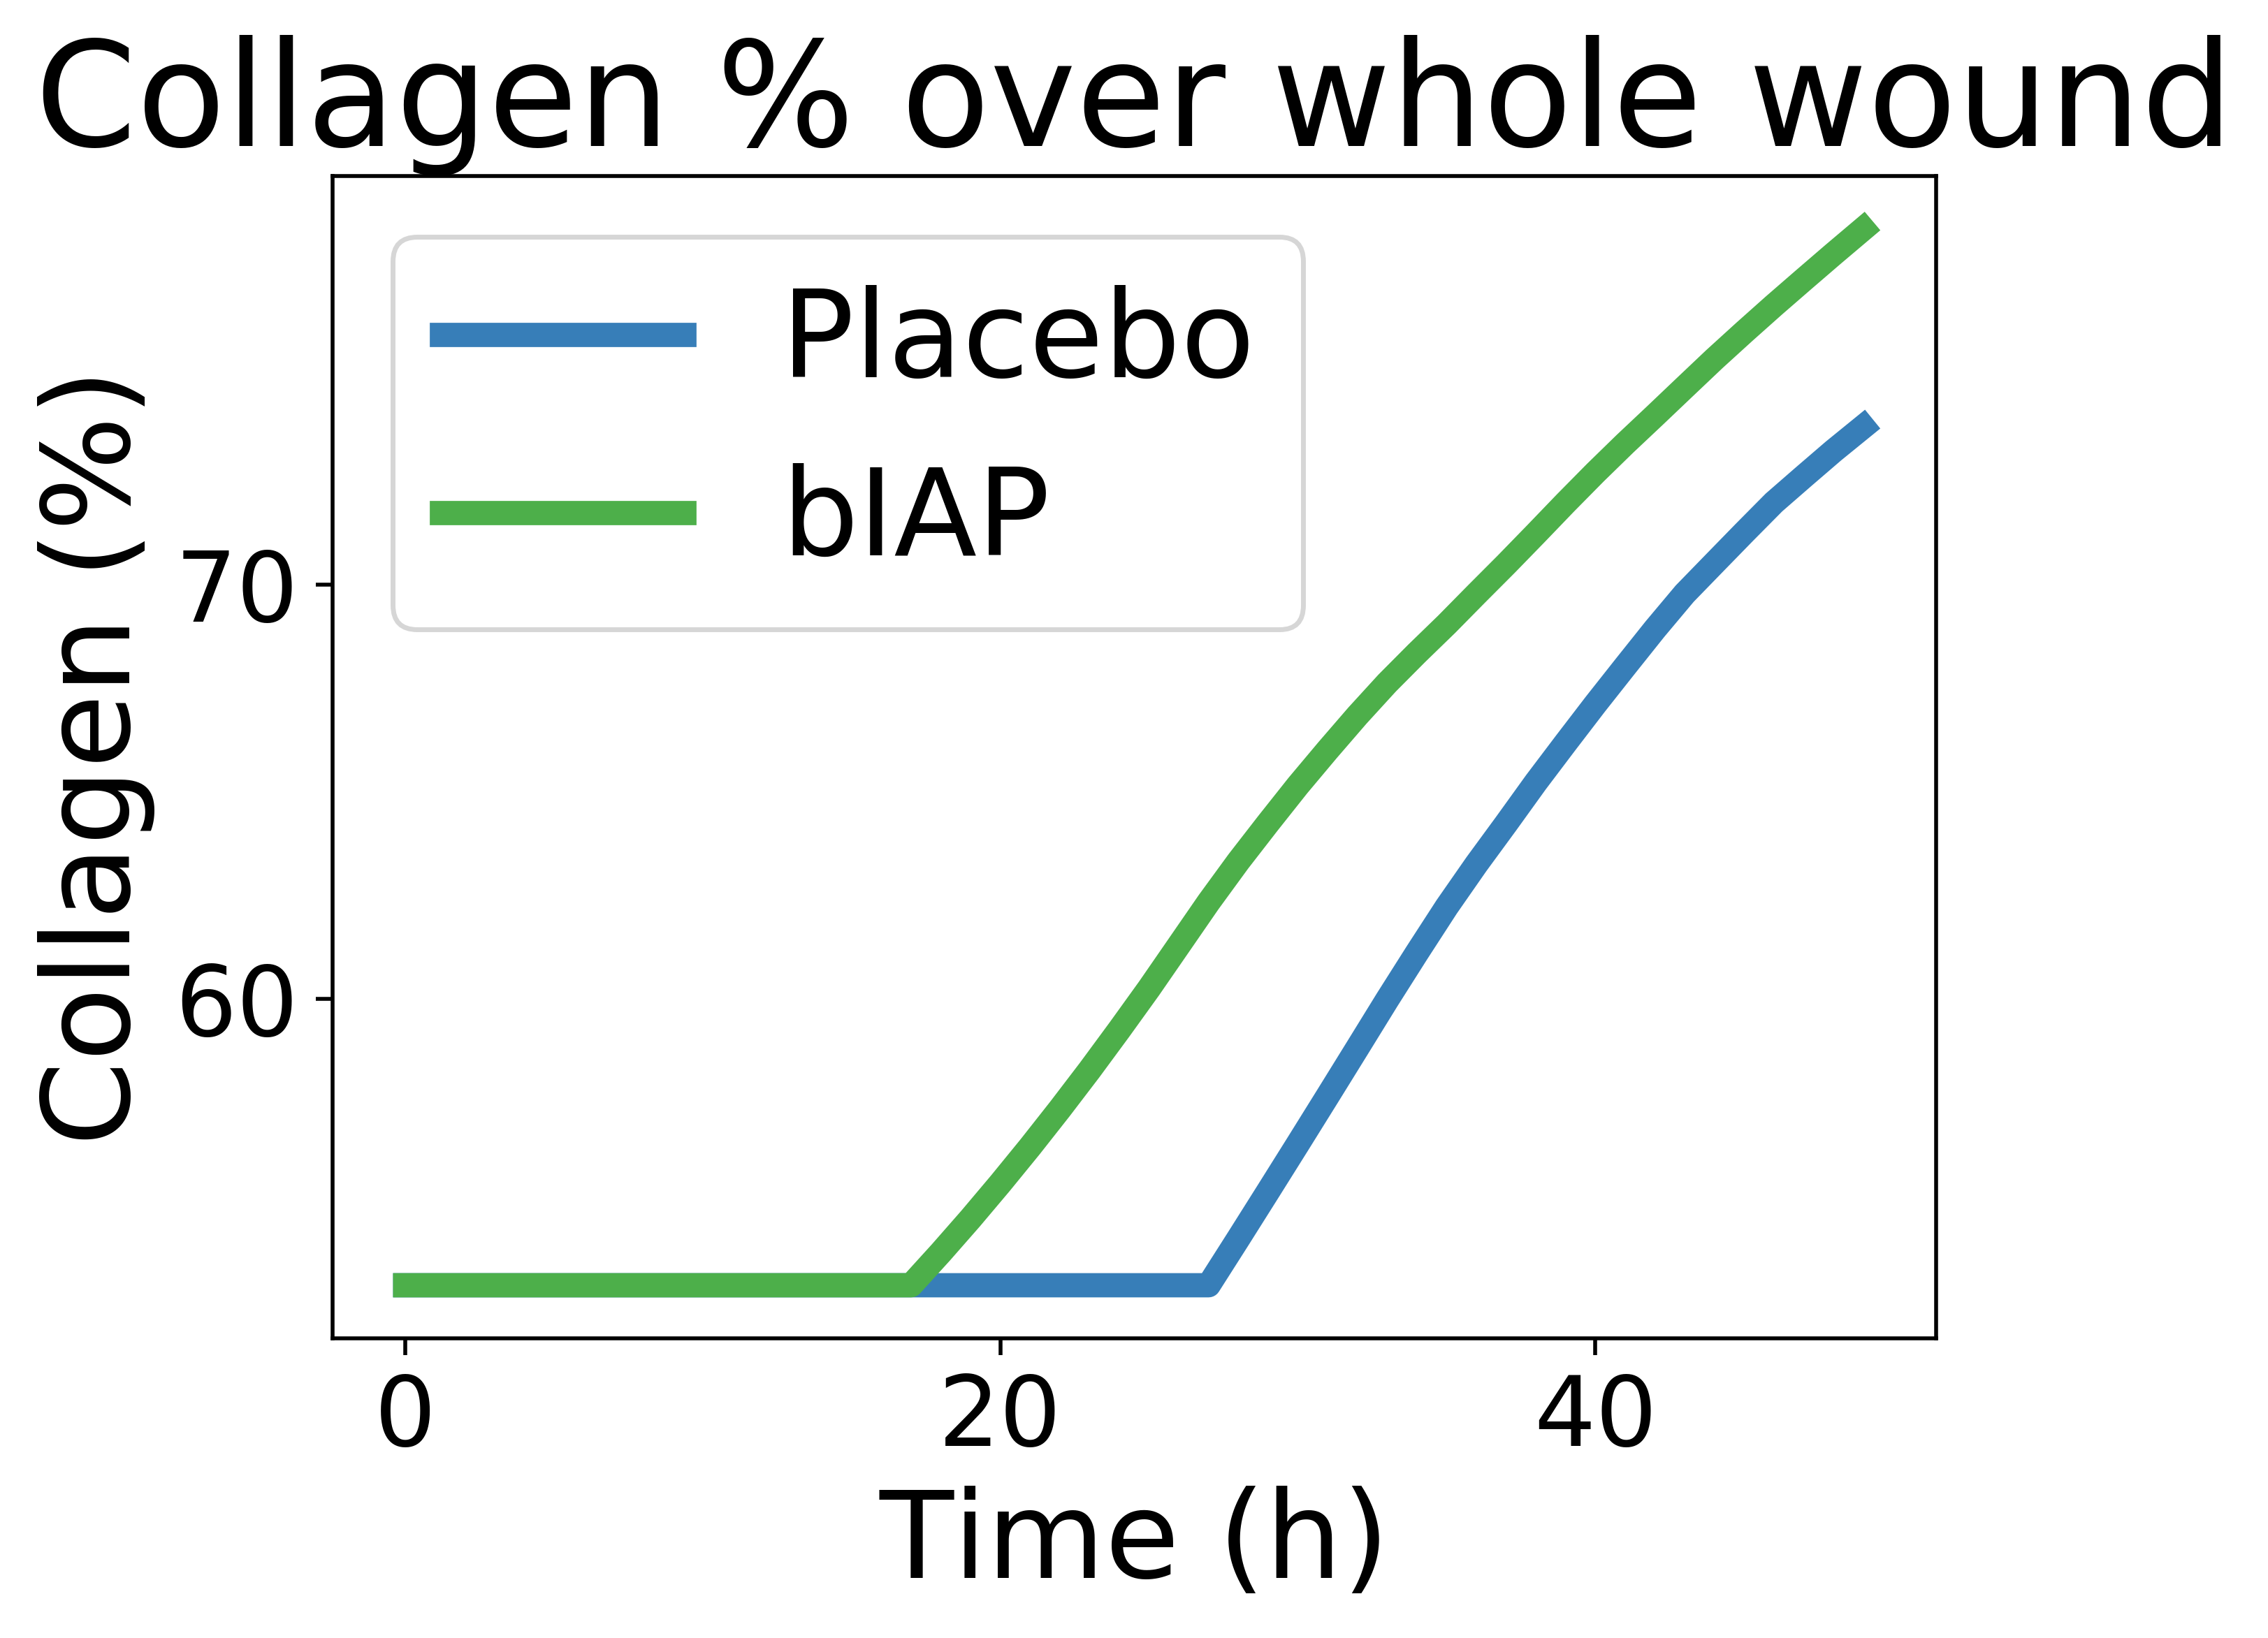 Collagen % over whole wound
Placebo
bIAP
Collagen (%)
70
60
0 20 40
Time (h)